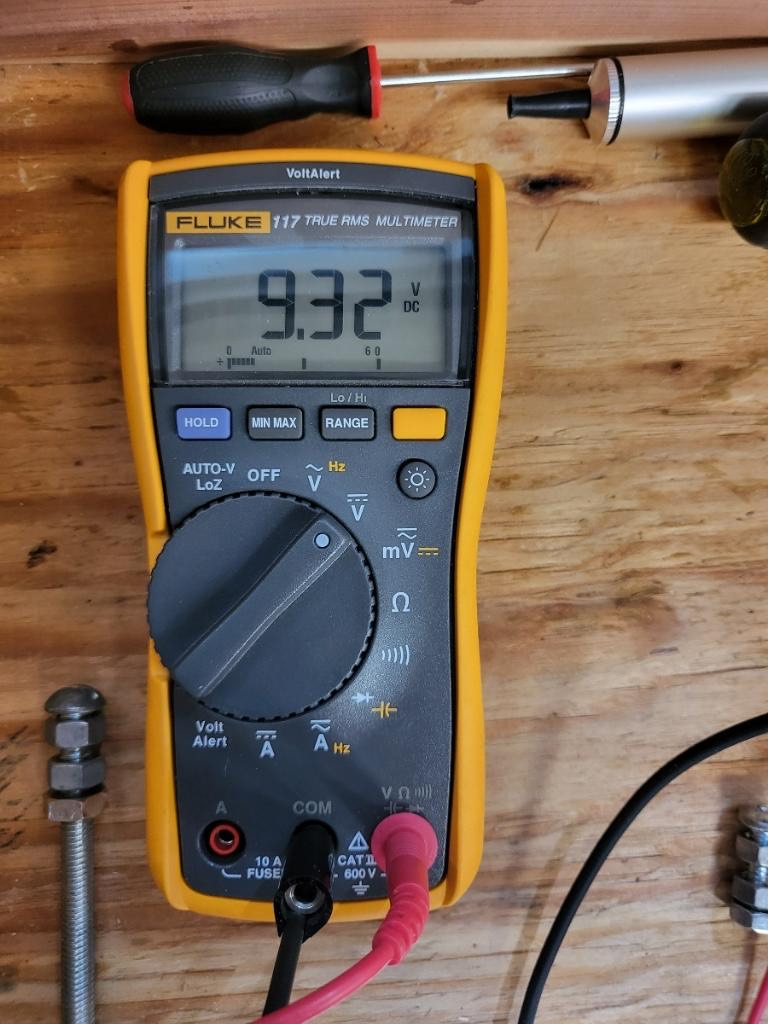 VoltAlert
FLUKE 117 TRUE RMS MULTIMETER
9.32 V DC
0 Auto 60
+
Lo / Hi
HOLD MIN MAX RANGE
AUTO-V LoZ
OFF
V Hz
V
mV
Ω
Volt Alert
A
A Hz
A COM V Ω
10 A FUSE
CAT
600 V